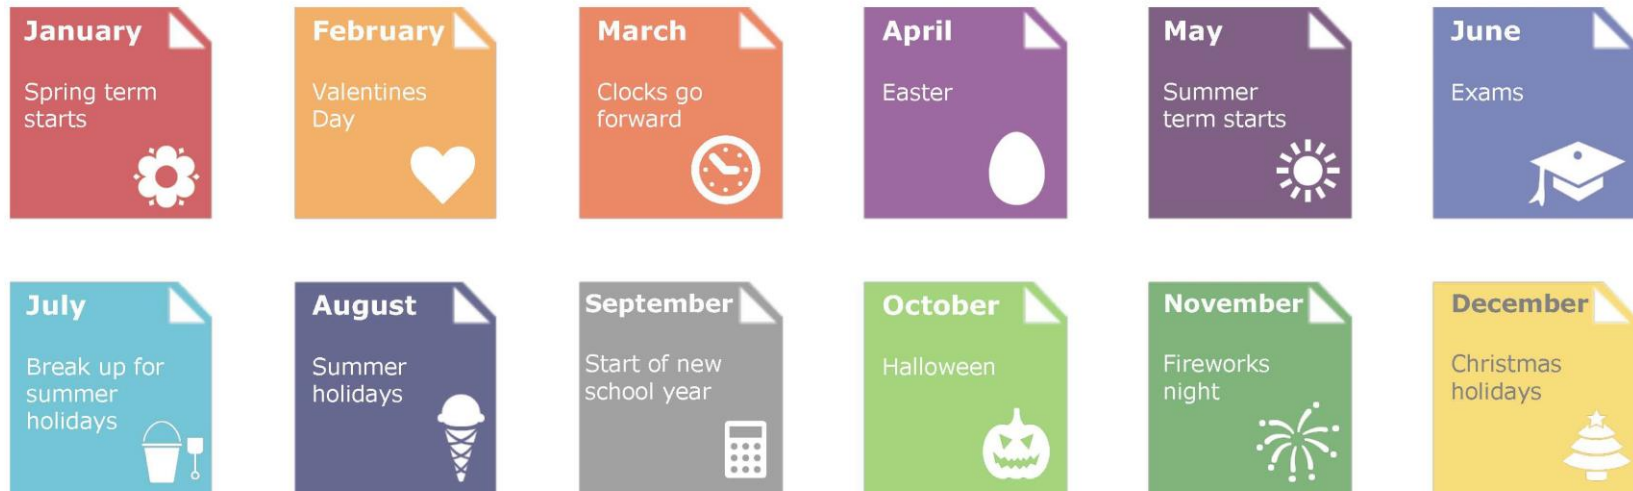 January
Spring term
starts
February
Valentines
Day
March
Clocks go
forward
April
Easter
May
Summer
term starts
June
Exams
July
Break up for
summer
holidays
August
Summer
holidays
September
Start of new
school year
October
Halloween
November
Fireworks
night
December
Christmas
holidays